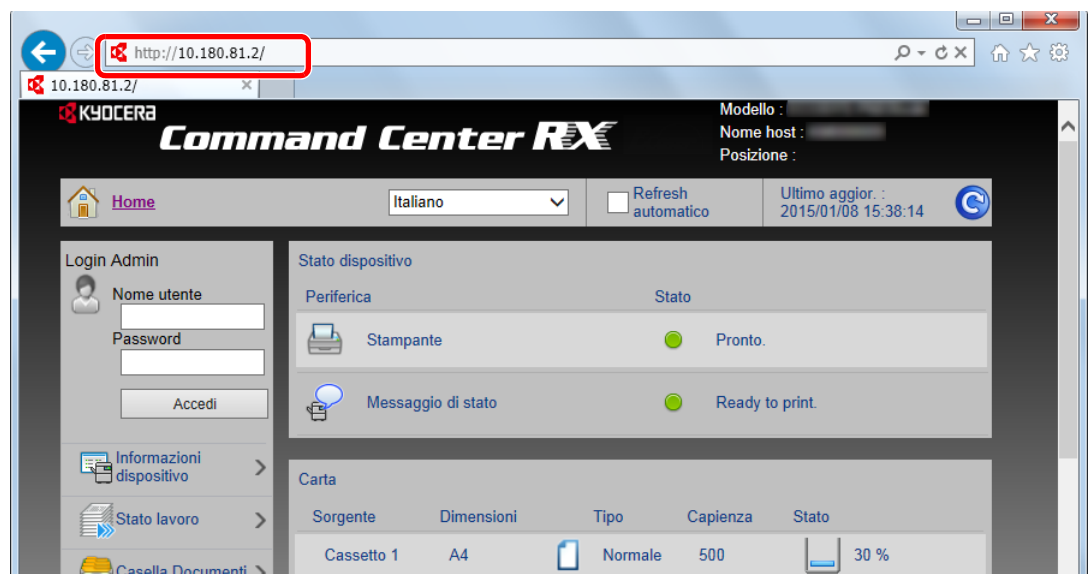 http://10.180.81.2/
10.180.81.2/
KYOCERA
Command Center RX
Modello :
Nome host :
Posizione :
Home
Italiano
Refresh automatico
Ultimo aggior. :
2015/01/08 15:38:14
Login Admin
Nome utente
Password
Accedi
Informazioni
dispositivo
Stato lavoro
Casella Documenti
Stato dispositivo
Periferica Stato
Stampante Pronto.
Messaggio di stato Ready to print.
Carta
Sorgente Dimensioni Tipo Capienza Stato
Cassetto 1 A4 Normale 500 30 %